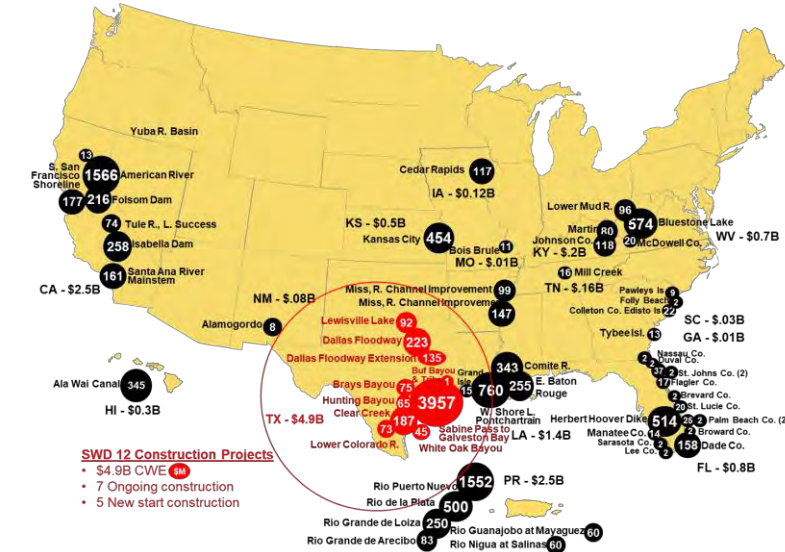 Yuba R. Basin
13
S. San
Francisco
Shoreline
1566
American River
177
216
Folsom Dam
74
Tule R., L. Success
258
Isabella Dam
161
Santa Ana River
Mainstem
CA - $2.5B
Ala Wai Canal
345
HI - $0.3B
Cedar Rapids
117
IA - $0.12B
KS - $0.5B
Kansas City
454
Bois Brule
11
MO - $.01B
Lower Mud R.
96
574
Bluestone Lake
Martin
80
Johnson Co.
118
20
McDowell Co.
WV - $0.7B
KY - $.2B
16
Mill Creek
TN - $.16B
Miss, R. Channel Improvement
99
Miss, R. Channel Improveme
147
Pawleys Is
9
Folly Beach
2
Colleton Co. Edisto Is
22
SC - $.03B
Tybee Isl.
13
GA - $.01B
NM - $.08B
Alamogordo
8
Lewisville Lake
92
Dallas Floodway
223
Dallas Floodway Extension
135
Buf Bayou
Brays Bayou
75
Hunting Bayou
65
3957
Clear Creek
187
TX - $4.9B
73
45
Sabine Pass to
Galveston Bay
White Oak Bayou
Lower Colorado R.
Grand
Isle
15
343
Comite R.
760
255
E. Baton
Rouge
W/ Shore L.
Pontchartrain
LA - $1.4B
Nassau Co.
2
Duval Co.
2
37
2
St. Johns Co. (2)
17
Flagler Co.
2
Brevard Co.
20
St. Lucie Co.
Herbert Hoover Dike
514
2
Palm Beach Co. (2
Manatee Co.
14
2
Broward Co.
Sarasota Co.
2
Lee Co.
2
158
Dade Co.
FL - $0.8B
Rio Puerto Nuevo
1552
PR - $2.5B
Rio de la Plata
500
Rio Grande de Loiza
250
Rio Guanajobo at Mayaguez
60
Rio Grande de Arecibo
83
Rio Nigua at Salinas
60
SWD 12 Construction Projects
• $4.9B CWE $M
• 7 Ongoing construction
• 5 New start construction